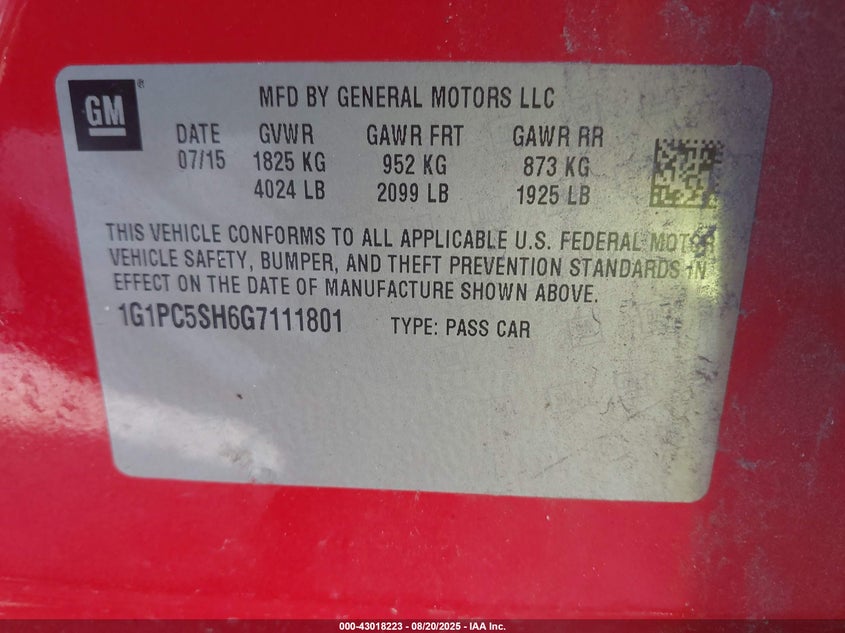 GM
MFD BY GENERAL MOTORS LLC
DATE GVWR GAWR FRT GAWR RR
07/15 1825 KG 952 KG 873 KG
4024 LB 2099 LB 1925 LB
THIS VEHICLE CONFORMS TO ALL APPLICABLE U.S. FEDERAL MOTOR
VEHICLE SAFETY, BUMPER, AND THEFT PREVENTION STANDARDS IN
EFFECT ON THE DATE OF MANUFACTURE SHOWN ABOVE.
1G1PC5SH6G7111801 TYPE: PASS CAR
000-43018223 - 08/20/2025 - IAA Inc.